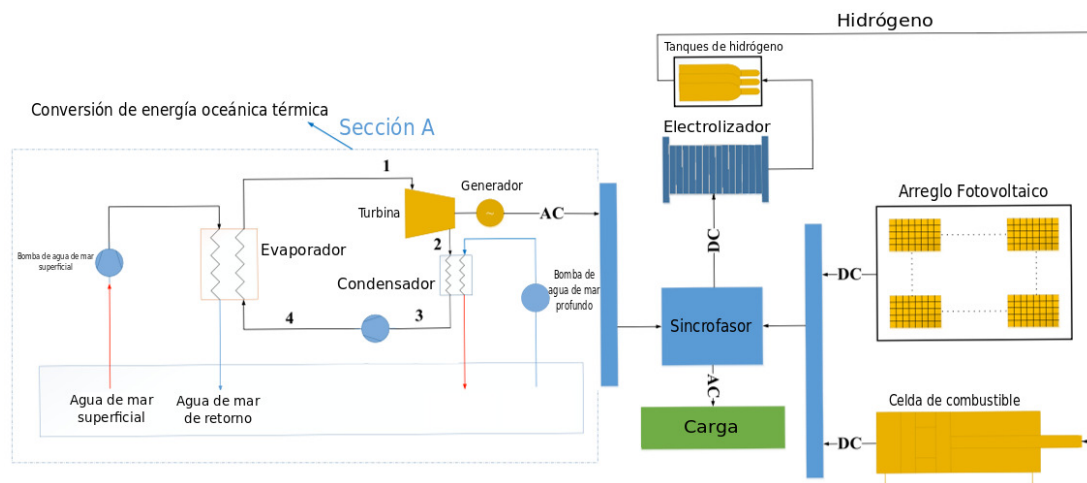 Hidrógeno
Tanques de hidrógeno
Conversión de energía oceánica térmica
Sección A
Electrolizador
1
Generador
Arreglo Fotovoltaico
Turbina
~
AC
Evaporador
2
DC
Bomba de agua de mar
superficial
Condensador
Bomba de
agua de mar
profundo
DC
4
3
Sincrofasor
AC
Agua de mar
superficial
Agua de mar
de retorno
Carga
Celda de combustible
DC